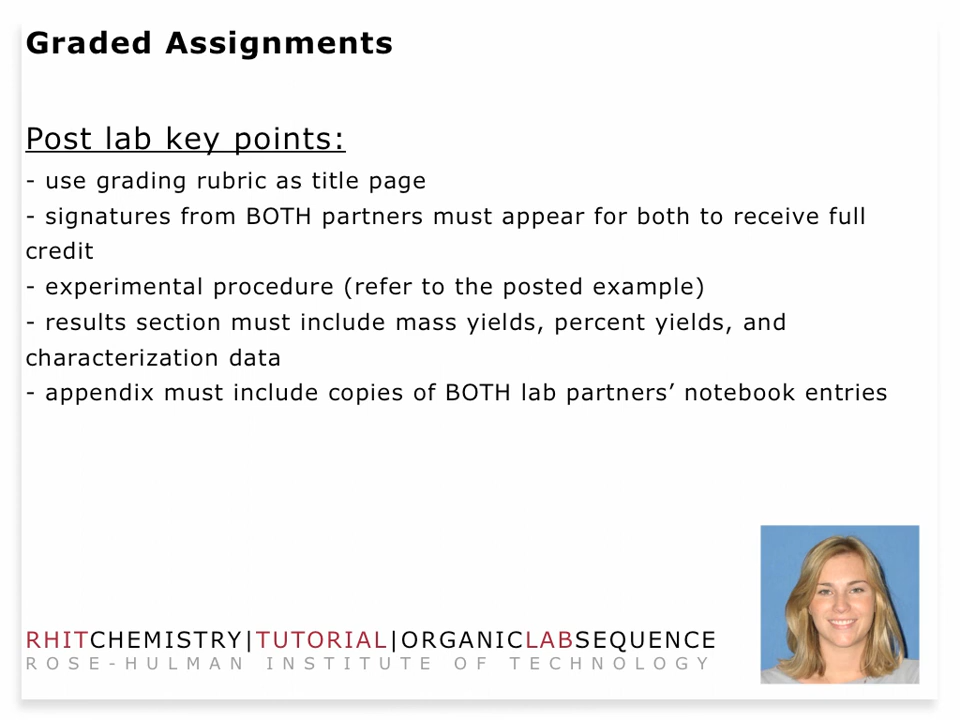 Graded Assignments
Post lab key points:
- use grading rubric as title page
- signatures from BOTH partners must appear for both to receive full
credit
- experimental procedure (refer to the posted example)
- results section must include mass yields, percent yields, and
characterization data
- appendix must include copies of BOTH lab partners’ notebook entries
RHITCHEMISTRY|TUTORIAL|ORGANICLABSEQUENCE
ROSE-HULMAN INSTITUTE OF TECHNOLOGY